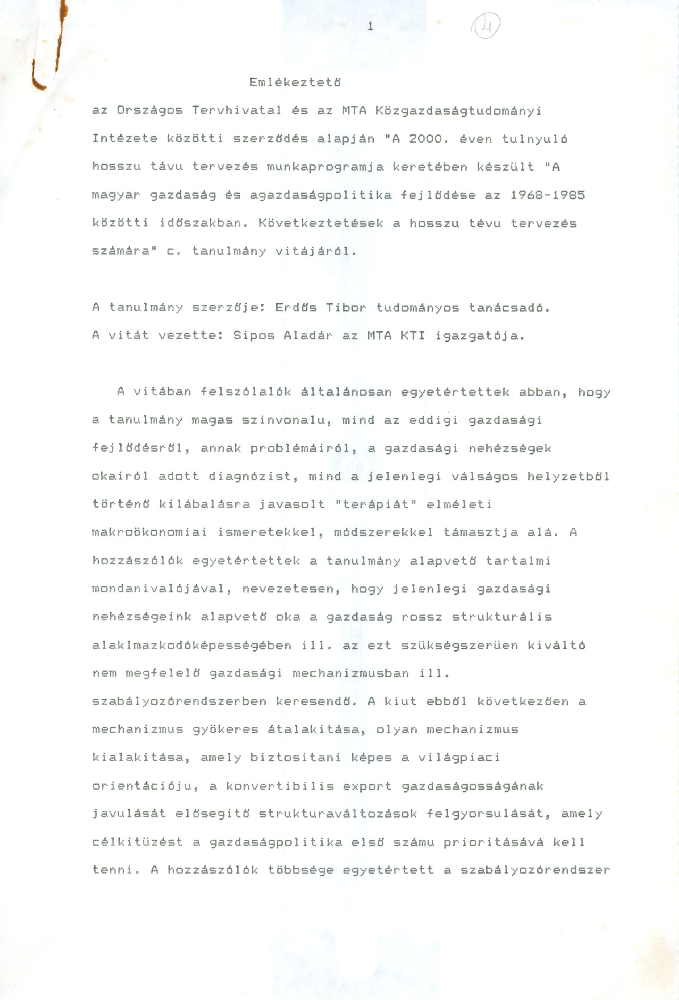 1
4
Emlékeztető
az Országos Tervhivatal és az MTA Közgazdaságtudományi
Intézete közötti szerződés alapján "A 2000. éven tulnyuló
hosszu távu tervezés munkaprogramja keretében készült "A
magyar gazdaság és agazdaságpolitika fejlődése az 1968-1985
közötti időszakban. Következtetések a hosszu tévu tervezés
számára" c. tanulmány vitájáról.
A tanulmány szerzője: Erdős Tibor tudományos tanácsadó.
A vitát vezette: Sipos Aladár az MTA KTI igazgatója.
A vitában felszólalók általánosan egyetértettek abban, hogy
a tanulmány magas szinvonalu, mind az eddigi gazdasági
fejlődésről, annak problémáiról, a gazdasági nehézségek
okairól adott diagnózist, mind a jelenlegi válságos helyzetből
történő kilábalásra javasolt "terápiát" elméleti
makroökonomiai ismeretekkel, módszerekkel támasztja alá. A
hozzászólók egyetértettek a tanulmány alapvető tartalmi
mondanivalójával, nevezetesen, hogy jelenlegi gazdasági
nehézségeink alapvető oka a gazdaság rossz strukturális
alaklmazkodóképességében ill. az ezt szükségszerüen kiváltó
nem megfelelő gazdasági mechanizmusban ill.
szabályozórendszerben keresendő. A kiut ebből következően a
mechanizmus gyökeres átalakitása, olyan mechanizmus
kialakitása, amely biztositani képes a világpiaci
orientációju, a konvertibilis export gazdaságosságának
javulását elősegitő strukturaváltozások felgyorsulását, amely
célkitüzést a gazdaságpolitika első számu prioritásává kell
tenni. A hozzászólók többsége egyetértett a szabályozórendszer